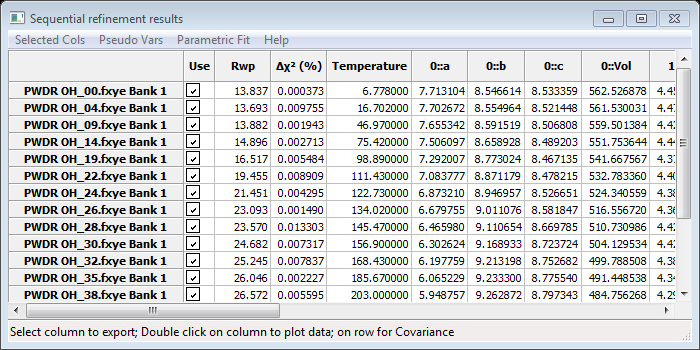 Sequential refinement results
Selected Cols Pseudo Vars Parametric Fit Help
Use Rwp Δχ² (%) Temperature 0::a 0::b 0::c 0::Vol 1
PWDR OH_00.fxye Bank 1 13.837 0.000373 6.778000 7.713104 8.546614 8.533359 562.526878 4.45
PWDR OH_04.fxye Bank 1 13.693 0.009755 16.702000 7.702672 8.554964 8.521448 561.530031 4.47
PWDR OH_09.fxye Bank 1 13.882 0.001943 46.970000 7.655342 8.591519 8.506808 559.501384 4.42
PWDR OH_14.fxye Bank 1 14.896 0.002713 75.420000 7.506097 8.658928 8.489203 551.753644 4.44
PWDR OH_19.fxye Bank 1 16.517 0.005484 98.890000 7.292007 8.773024 8.467135 541.667567 4.37
PWDR OH_22.fxye Bank 1 19.455 0.008909 111.430000 7.083777 8.871179 8.478215 532.783360 4.40
PWDR OH_24.fxye Bank 1 21.451 0.004295 122.730000 6.873210 8.946957 8.526651 524.340559 4.38
PWDR OH_26.fxye Bank 1 23.093 0.001490 134.020000 6.679755 9.011076 8.581847 516.556720 4.36
PWDR OH_28.fxye Bank 1 23.570 0.013303 145.470000 6.465980 9.110654 8.669785 510.730986 4.42
PWDR OH_30.fxye Bank 1 24.682 0.007317 156.900000 6.302624 9.168933 8.723724 504.129534 4.42
PWDR OH_32.fxye Bank 1 25.245 0.007837 168.430000 6.197759 9.213198 8.752682 499.788508 4.38
PWDR OH_35.fxye Bank 1 26.046 0.002227 185.670000 6.065229 9.233300 8.775540 491.448508 4.34
PWDR OH_38.fxye Bank 1 26.572 0.005595 203.000000 5.948757 9.262872 8.797343 484.756268 4.29
Select column to export; Double click on column to plot data; on row for Covariance